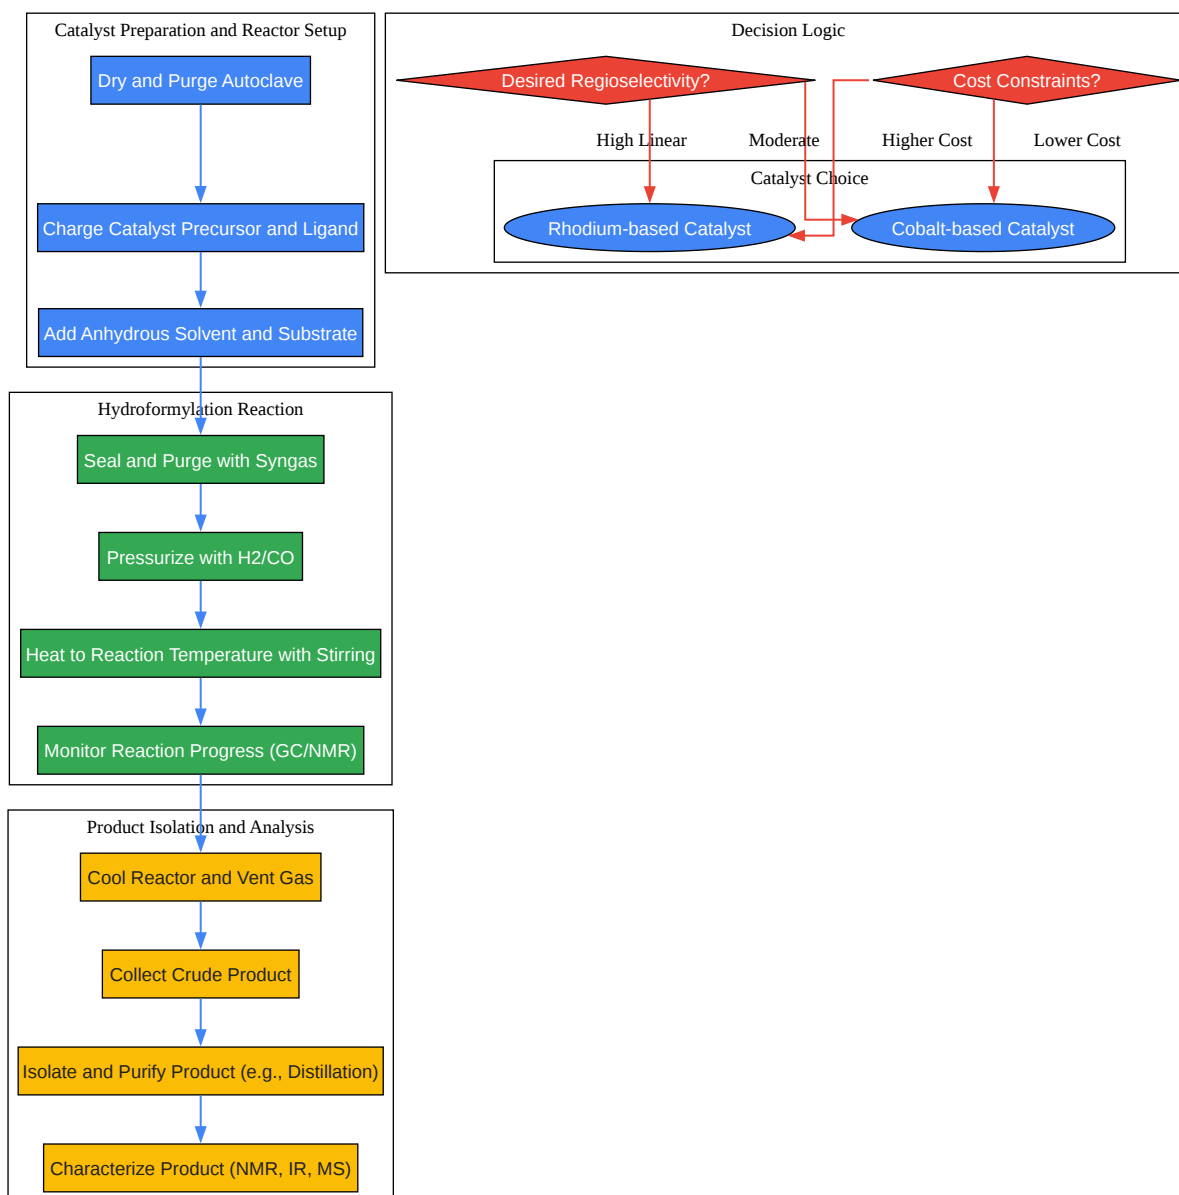 Catalyst Preparation and Reactor Setup
Dry and Purge Autoclave
Charge Catalyst Precursor and Ligand
Add Anhydrous Solvent and Substrate
Decision Logic
Desired Regioselectivity?
Cost Constraints?
High Linear
Moderate
Higher Cost
Lower Cost
Catalyst Choice
Rhodium-based Catalyst
Cobalt-based Catalyst
Hydroformylation Reaction
Seal and Purge with Syngas
Pressurize with H2/CO
Heat to Reaction Temperature with Stirring
Monitor Reaction Progress (GC/NMR)
Product Isolation and Analysis
Cool Reactor and Vent Gas
Collect Crude Product
Isolate and Purify Product (e.g., Distillation)
Characterize Product (NMR, IR, MS)